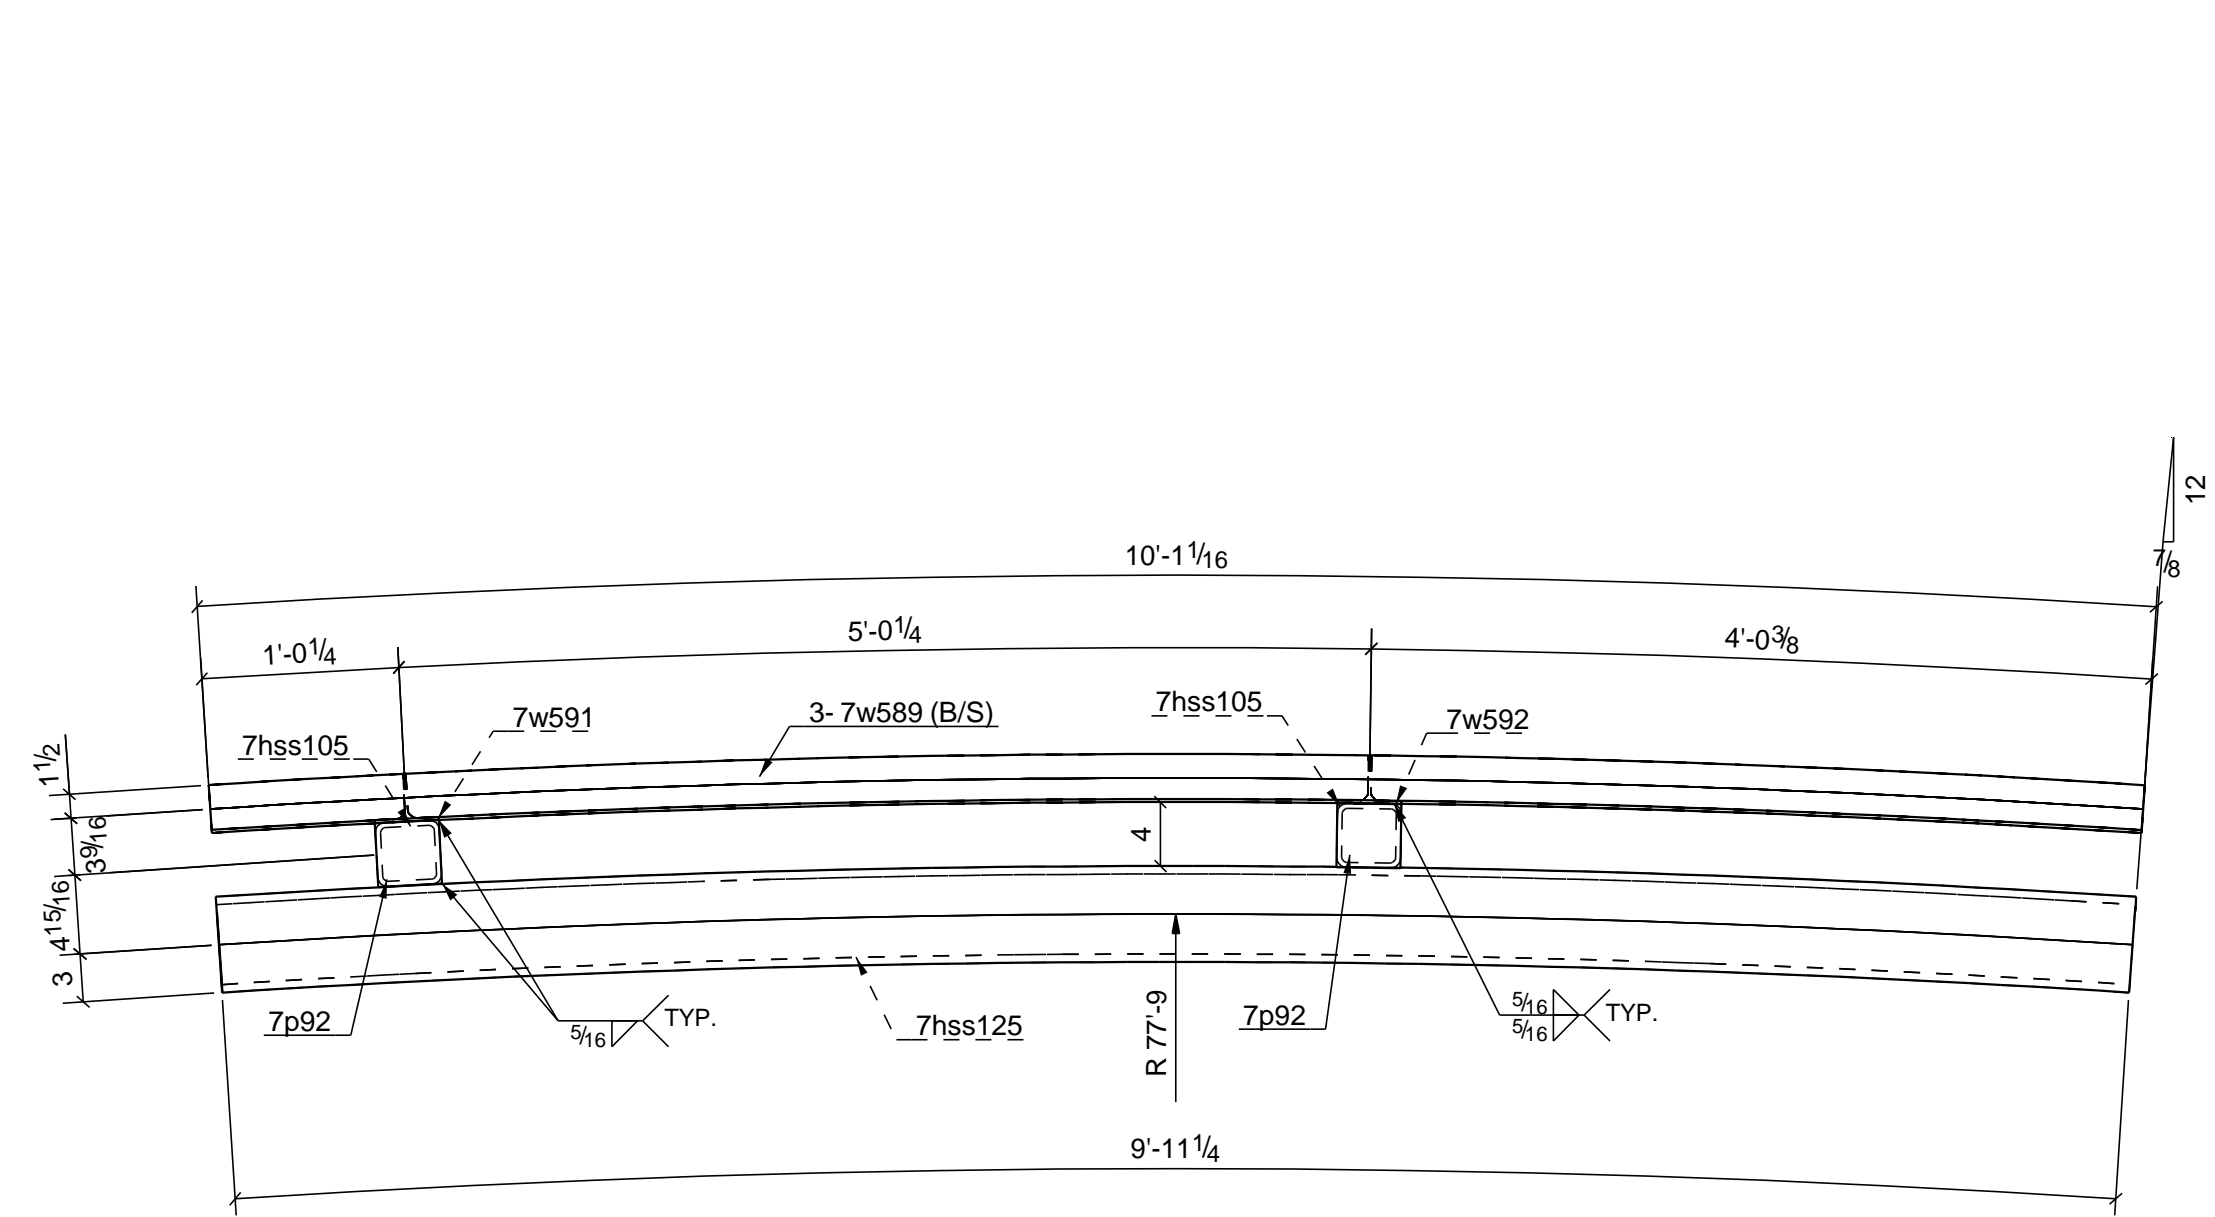 12
7/8
10'-1 1/16
5'-0 1/4
1'-0 1/4
4'-0 3/8
7hss105
7w591
3- 7w589 (B/S)
7hss105
7w592
1 1/2
3 9/16
4 15/16
3
4
7p92
5/16
TYP.
7hss125
R 77'-9
7p92
5/16
5/16
TYP.
9'-11 1/4